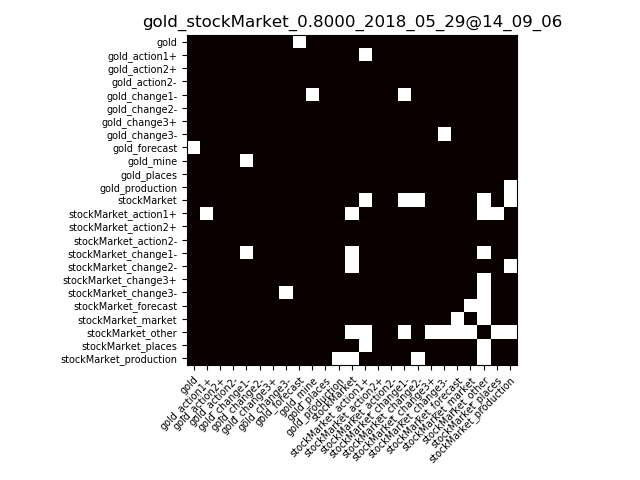 gold_stockMarket_0.8000_2018_05_29@14_09_06
gold
gold_action1+
gold_action2+
gold_action2-
gold_change1-
gold_change2-
gold_change3+
gold_change3-
gold_forecast
gold_mine
gold_places
gold_production
stockMarket
stockMarket_action1+
stockMarket_action2+
stockMarket_action2-
stockMarket_change1-
stockMarket_change2-
stockMarket_change3+
stockMarket_change3-
stockMarket_forecast
stockMarket_market
stockMarket_other
stockMarket_places
stockMarket_production
gold
gold_action1+
gold_action2+
gold_action2-
gold_change1-
gold_change2-
gold_change3+
gold_change3-
gold_forecast
gold_mine
gold_places
gold_production
stockMarket
stockMarket_action1+
stockMarket_action2+
stockMarket_action2-
stockMarket_change1-
stockMarket_change2-
stockMarket_change3+
stockMarket_change3-
stockMarket_forecast
stockMarket_market
stockMarket_other
stockMarket_places
stockMarket_production